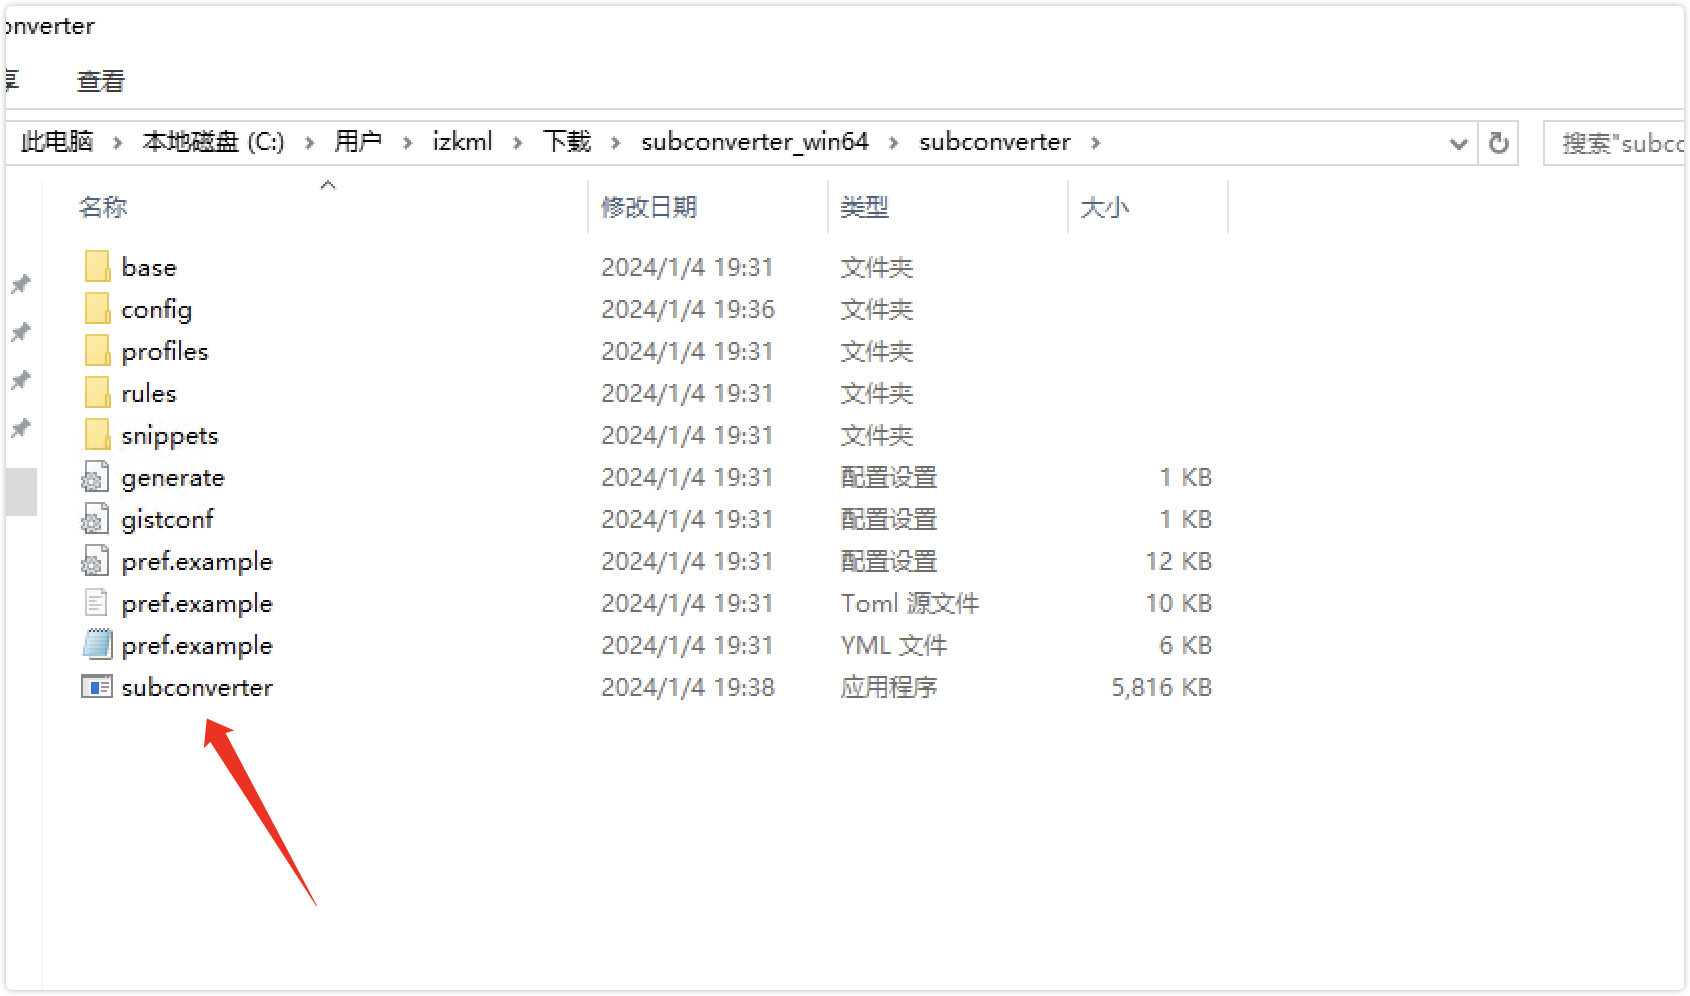 onverter
享 查看
此电脑 › 本地磁盘 (C:) › 用户 › izkml › 下载 › subconverter_win64 › subconverter ›
搜索"subcc
名称 修改日期 类型 大小
base 2024/1/4 19:31 文件夹
config 2024/1/4 19:36 文件夹
profiles 2024/1/4 19:31 文件夹
rules 2024/1/4 19:31 文件夹
snippets 2024/1/4 19:31 文件夹
generate 2024/1/4 19:31 配置设置 1 KB
gistconf 2024/1/4 19:31 配置设置 1 KB
pref.example 2024/1/4 19:31 配置设置 12 KB
pref.example 2024/1/4 19:31 Toml 源文件 10 KB
pref.example 2024/1/4 19:31 YML 文件 6 KB
subconverter 2024/1/4 19:38 应用程序 5,816 KB